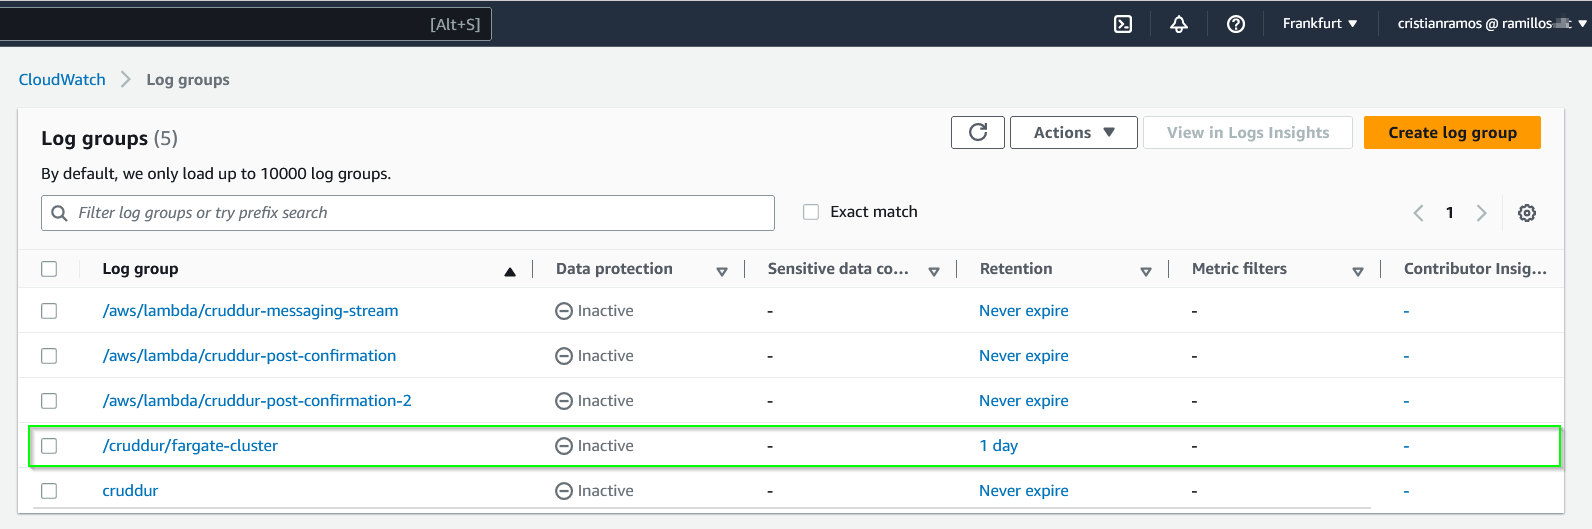 [Alt+S] Frankfurt cristianramos @ ramillos
CloudWatch Log groups
Log groups (5) Actions View in Logs Insights Create log group
By default, we only load up to 10000 log groups.
Filter log groups or try prefix search Exact match 1
Log group Data protection Sensitive data co... Retention Metric filters Contributor Insig...
/aws/lambda/cruddur-messaging-stream Inactive - Never expire - -
/aws/lambda/cruddur-post-confirmation Inactive - Never expire - -
/aws/lambda/cruddur-post-confirmation-2 Inactive - Never expire - -
/cruddur/fargate-cluster Inactive - 1 day - -
cruddur Inactive - Never expire - -